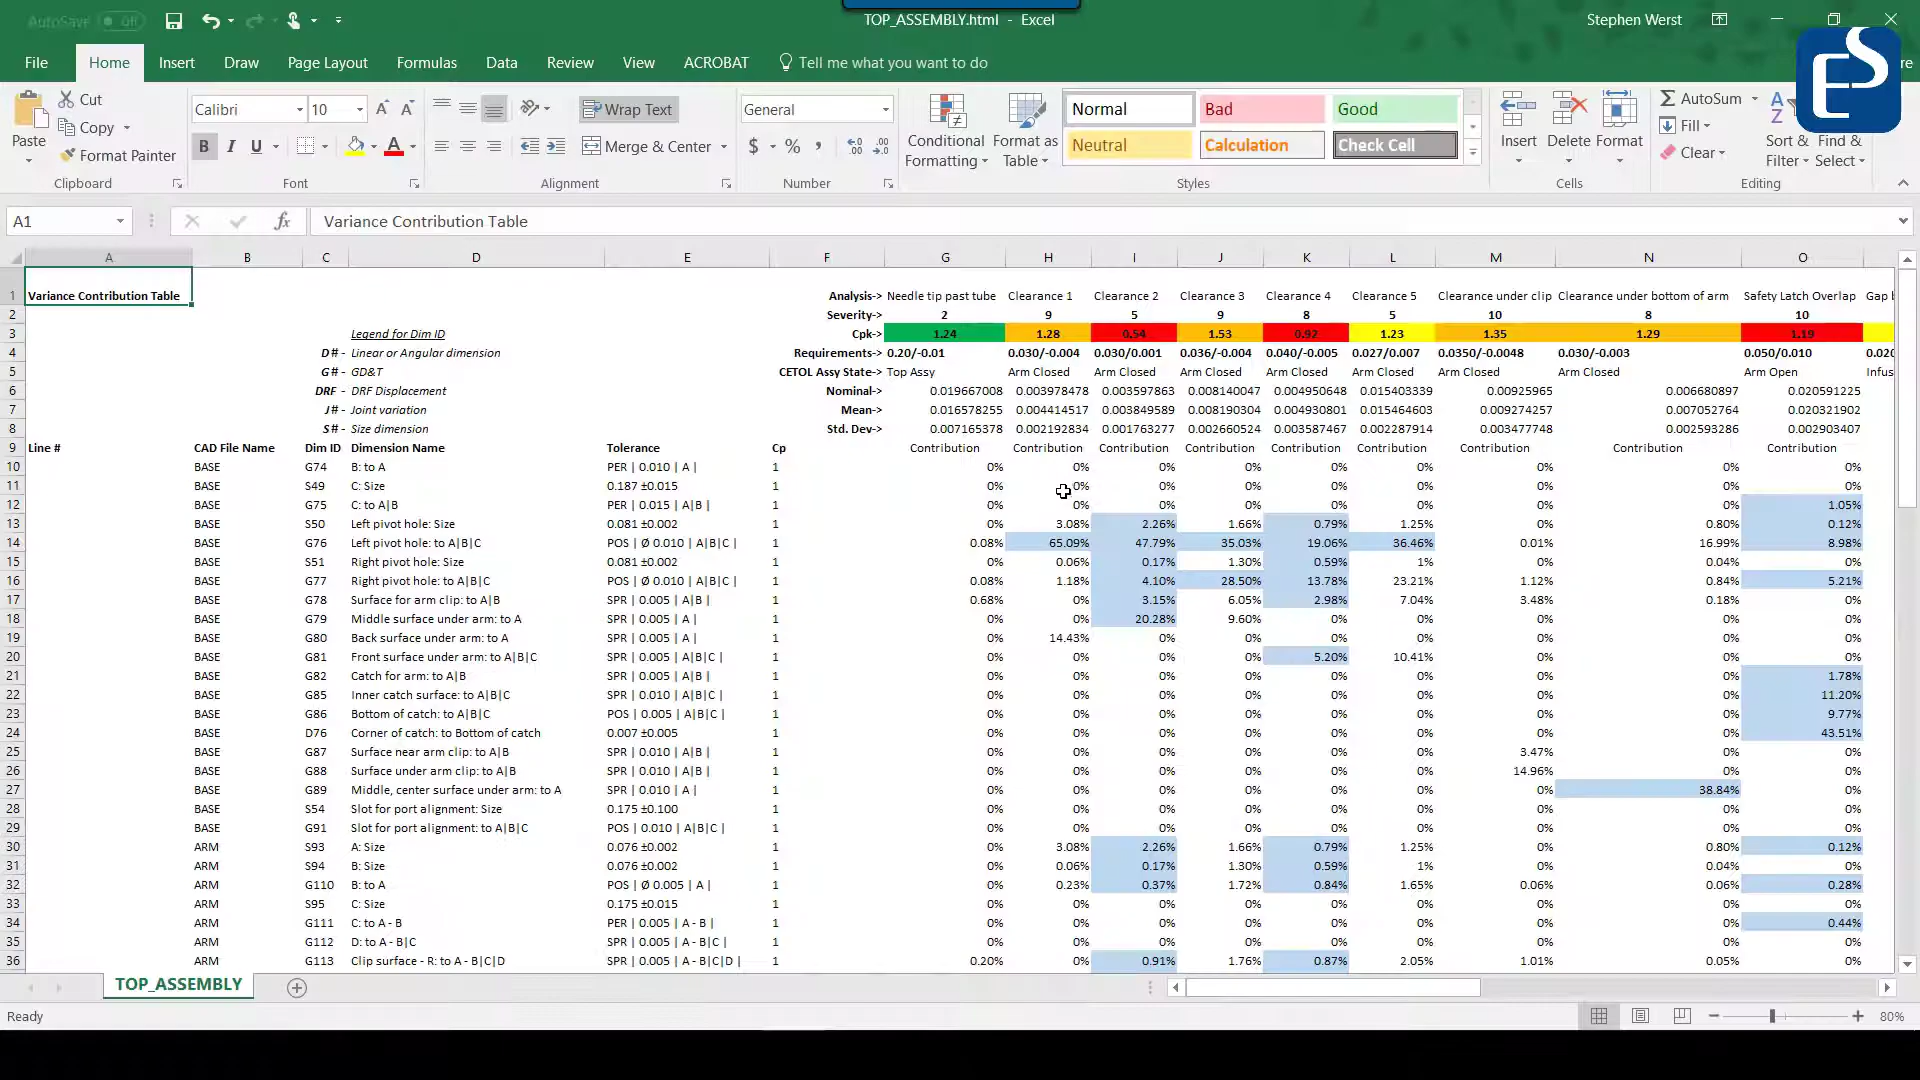 AutoSave Off TOP_ASSEMBLY.html - Excel Stephen Werst
File Home Insert Draw Page Layout Formulas Data Review View ACROBAT Tell me what you want to do
Paste Cut Copy Format Painter Clipboard
Calibri 10 B I U A Font
Wrap Text Merge & Center Alignment
General $ % , Number
Conditional Formatting Format as Table
Normal Bad Good
Neutral Calculation Check Cell
Styles
Insert Delete Format Cells
AutoSum Fill Clear Sort & Filter Find & Select Editing
ES
A1 fx Variance Contribution Table
A B C D E F G H I J K L M N O
1 Variance Contribution Table Analysis-> Needle tip past tube Clearance 1 Clearance 2 Clearance 3 Clearance 4 Clearance 5 Clearance under clip Clearance under bottom of arm Safety Latch Overlap Gap b
2 Severity-> 2 9 5 9 8 5 10 8 10
3 Legend for Dim ID Cpk-> 1.24 1.28 0.54 1.53 0.92 1.23 1.35 1.29 1.19
4 D# - Linear or Angular dimension Requirements-> 0.20/-0.01 0.030/-0.004 0.030/0.001 0.036/-0.004 0.040/-0.005 0.027/0.007 0.0350/-0.0048 0.030/-0.003 0.050/0.010 0.020
5 G# - GD&T CETOL Assy State-> Top Assy Arm Closed Arm Closed Arm Closed Arm Closed Arm Closed Arm Closed Arm Closed Arm Open Infus
6 DRF - DRF Displacement Nominal-> 0.019667008 0.003978478 0.003597863 0.008140047 0.004950648 0.015403339 0.00925965 0.006680897 0.020591225
7 J# - Joint variation Mean-> 0.016578255 0.004414517 0.003849589 0.008190304 0.004930801 0.015464603 0.009274257 0.007052764 0.020321902
8 S# - Size dimension Std. Dev-> 0.007165378 0.002192834 0.001763277 0.002660524 0.003587467 0.002287914 0.003477748 0.002593286 0.002903407
9 Line # CAD File Name Dim ID Dimension Name Tolerance Cp Contribution Contribution Contribution Contribution Contribution Contribution Contribution Contribution Contribution
10 BASE G74 B: to A PER | 0.010 | A | 1 0% 0% 0% 0% 0% 0% 0% 0% 0%
11 BASE S49 C: Size 0.187 ±0.015 1 0% 0% 0% 0% 0% 0% 0% 0% 0%
12 BASE G75 C: to A|B PER | 0.015 | A|B | 1 0% 0% 0% 0% 0% 0% 0% 0% 1.05%
13 BASE S50 Left pivot hole: Size 0.081 ±0.002 1 0% 3.08% 2.26% 1.66% 0.79% 1.25% 0% 0.80% 0.12%
14 BASE G76 Left pivot hole: to A|B|C POS | Ø 0.010 | A|B|C | 1 0.08% 65.09% 47.79% 35.03% 19.06% 36.46% 0.01% 16.99% 8.98%
15 BASE S51 Right pivot hole: Size 0.081 ±0.002 1 0% 0.06% 0.17% 1.30% 0.59% 1% 0% 0.04% 0%
16 BASE G77 Right pivot hole: to A|B|C POS | Ø 0.010 | A|B|C | 1 0.08% 1.18% 4.10% 28.50% 13.78% 23.21% 1.12% 0.84% 5.21%
17 BASE G78 Surface for arm clip: to A|B SPR | 0.005 | A|B | 1 0.68% 0% 3.15% 6.05% 2.98% 7.04% 3.48% 0.18% 0%
18 BASE G79 Middle surface under arm: to A SPR | 0.005 | A | 1 0% 0% 20.28% 9.60% 0% 0% 0% 0% 0%
19 BASE G80 Back surface under arm: to A SPR | 0.005 | A | 1 0% 14.43% 0% 0% 0% 0% 0% 0% 0%
20 BASE G81 Front surface under arm: to A|B|C SPR | 0.005 | A|B|C | 1 0% 0% 0% 0% 5.20% 10.41% 0% 0% 0%
21 BASE G82 Catch for arm: to A|B SPR | 0.005 | A|B | 1 0% 0% 0% 0% 0% 0% 0% 0% 1.78%
22 BASE G85 Inner catch surface: to A|B|C SPR | 0.010 | A|B|C | 1 0% 0% 0% 0% 0% 0% 0% 0% 11.20%
23 BASE G86 Bottom of catch: to A|B|C POS | 0.005 | A|B|C | 1 0% 0% 0% 0% 0% 0% 0% 0% 9.77%
24 BASE D76 Corner of catch: to Bottom of catch 0.007 ±0.005 1 0% 0% 0% 0% 0% 0% 0% 0% 43.51%
25 BASE G87 Surface near arm clip: to A|B SPR | 0.010 | A|B | 1 0% 0% 0% 0% 0% 0% 3.47% 0% 0%
26 BASE G88 Surface under arm clip: to A|B SPR | 0.010 | A|B | 1 0% 0% 0% 0% 0% 0% 14.96% 0% 0%
27 BASE G89 Middle, center surface under arm: to A SPR | 0.010 | A | 1 0% 0% 0% 0% 0% 0% 0% 38.84% 0%
28 BASE S54 Slot for port alignment: Size 0.175 ±0.100 1 0% 0% 0% 0% 0% 0% 0% 0% 0%
29 BASE G91 Slot for port alignment: to A|B|C POS | 0.010 | A|B|C | 1 0% 0% 0% 0% 0% 0% 0% 0% 0%
30 ARM S93 A: Size 0.076 ±0.002 1 0% 3.08% 2.26% 1.66% 0.79% 1.25% 0% 0.80% 0.12%
31 ARM S94 B: Size 0.076 ±0.002 1 0% 0.06% 0.17% 1.30% 0.59% 1% 0% 0.04% 0%
32 ARM G110 B: to A POS | Ø 0.005 | A | 1 0% 0.23% 0.37% 1.72% 0.84% 1.65% 0.06% 0.06% 0.28%
33 ARM S95 C: Size 0.175 ±0.015 1 0% 0% 0% 0% 0% 0% 0% 0% 0%
34 ARM G111 C: to A - B PER | 0.005 | A - B | 1 0% 0% 0% 0% 0% 0% 0% 0% 0.44%
35 ARM G112 D: to A - B|C SPR | 0.005 | A - B|C | 1 0% 0% 0% 0% 0% 0% 0% 0% 0%
36 ARM G113 Clip surface - R: to A - B|C|D SPR | 0.005 | A - B|C|D | 1 0.20% 0% 0.91% 1.76% 0.87% 2.05% 1.01% 0.05% 0%
TOP_ASSEMBLY
Ready 80%